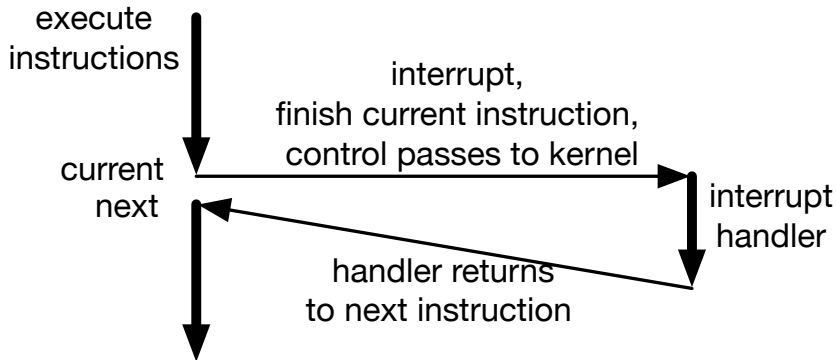 execute
instructions
interrupt,
finish current instruction,
control passes to kernel
current
next
interrupt
handler
handler returns
to next instruction